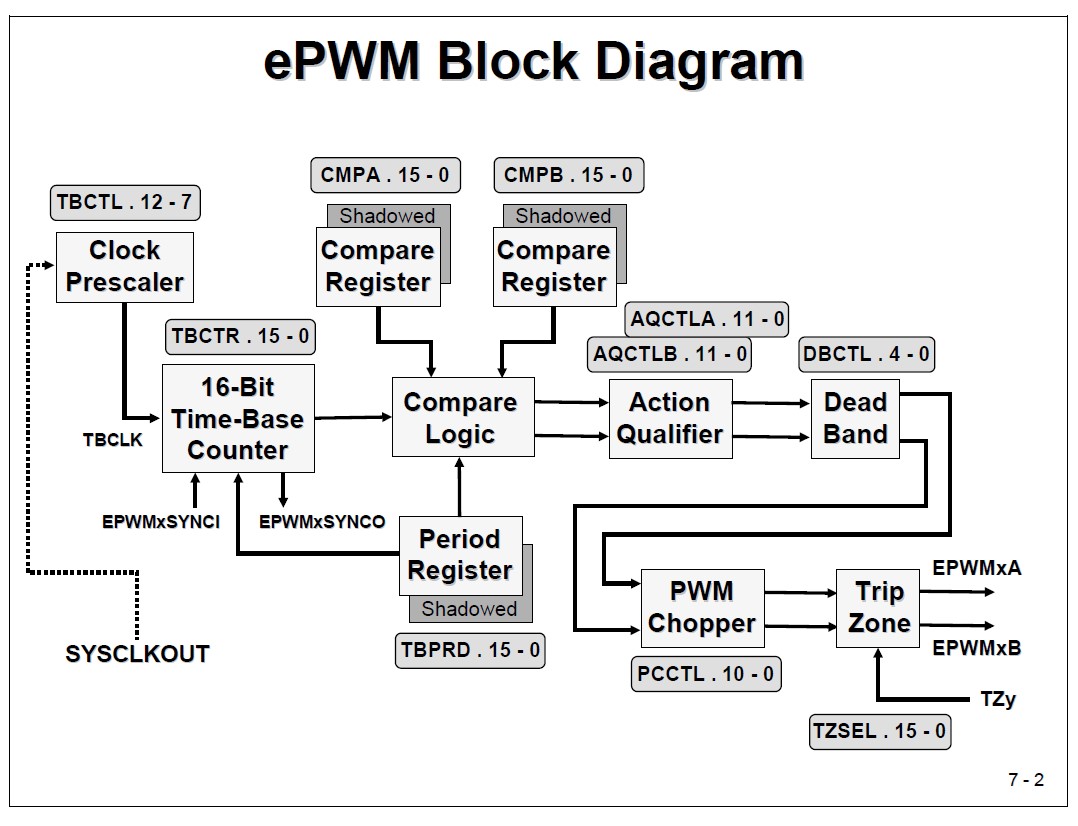 ePWM Block Diagram
CMPA . 15 - 0
CMPB . 15 - 0
TBCTL . 12 - 7
Shadowed
Shadowed
Clock
Prescaler
Compare
Register
Compare
Register
TBCTR . 15 - 0
AQCTLA . 11 - 0
AQCTLB . 11 - 0
DBCTL . 4 - 0
16-Bit
Time-Base
Counter
Compare
Logic
Action
Qualifier
Dead
Band
TBCLK
EPWMxSYNCI
EPWMxSYNCO
Period
Register
Shadowed
TBPRD . 15 - 0
SYSCLKOUT
PWM
Chopper
Trip
Zone
EPWMxA
EPWMxB
PCCTL . 10 - 0
TZy
TZSEL . 15 - 0
7 - 2